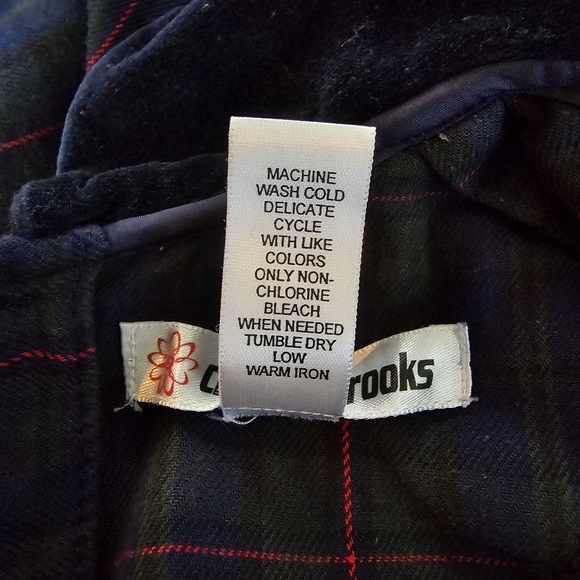 MACHINE
WASH COLD
DELICATE
CYCLE
WITH LIKE
COLORS
ONLY NON-
CHLORINE
BLEACH
WHEN NEEDED
TUMBLE DRY
LOW
WARM IRON
rooks